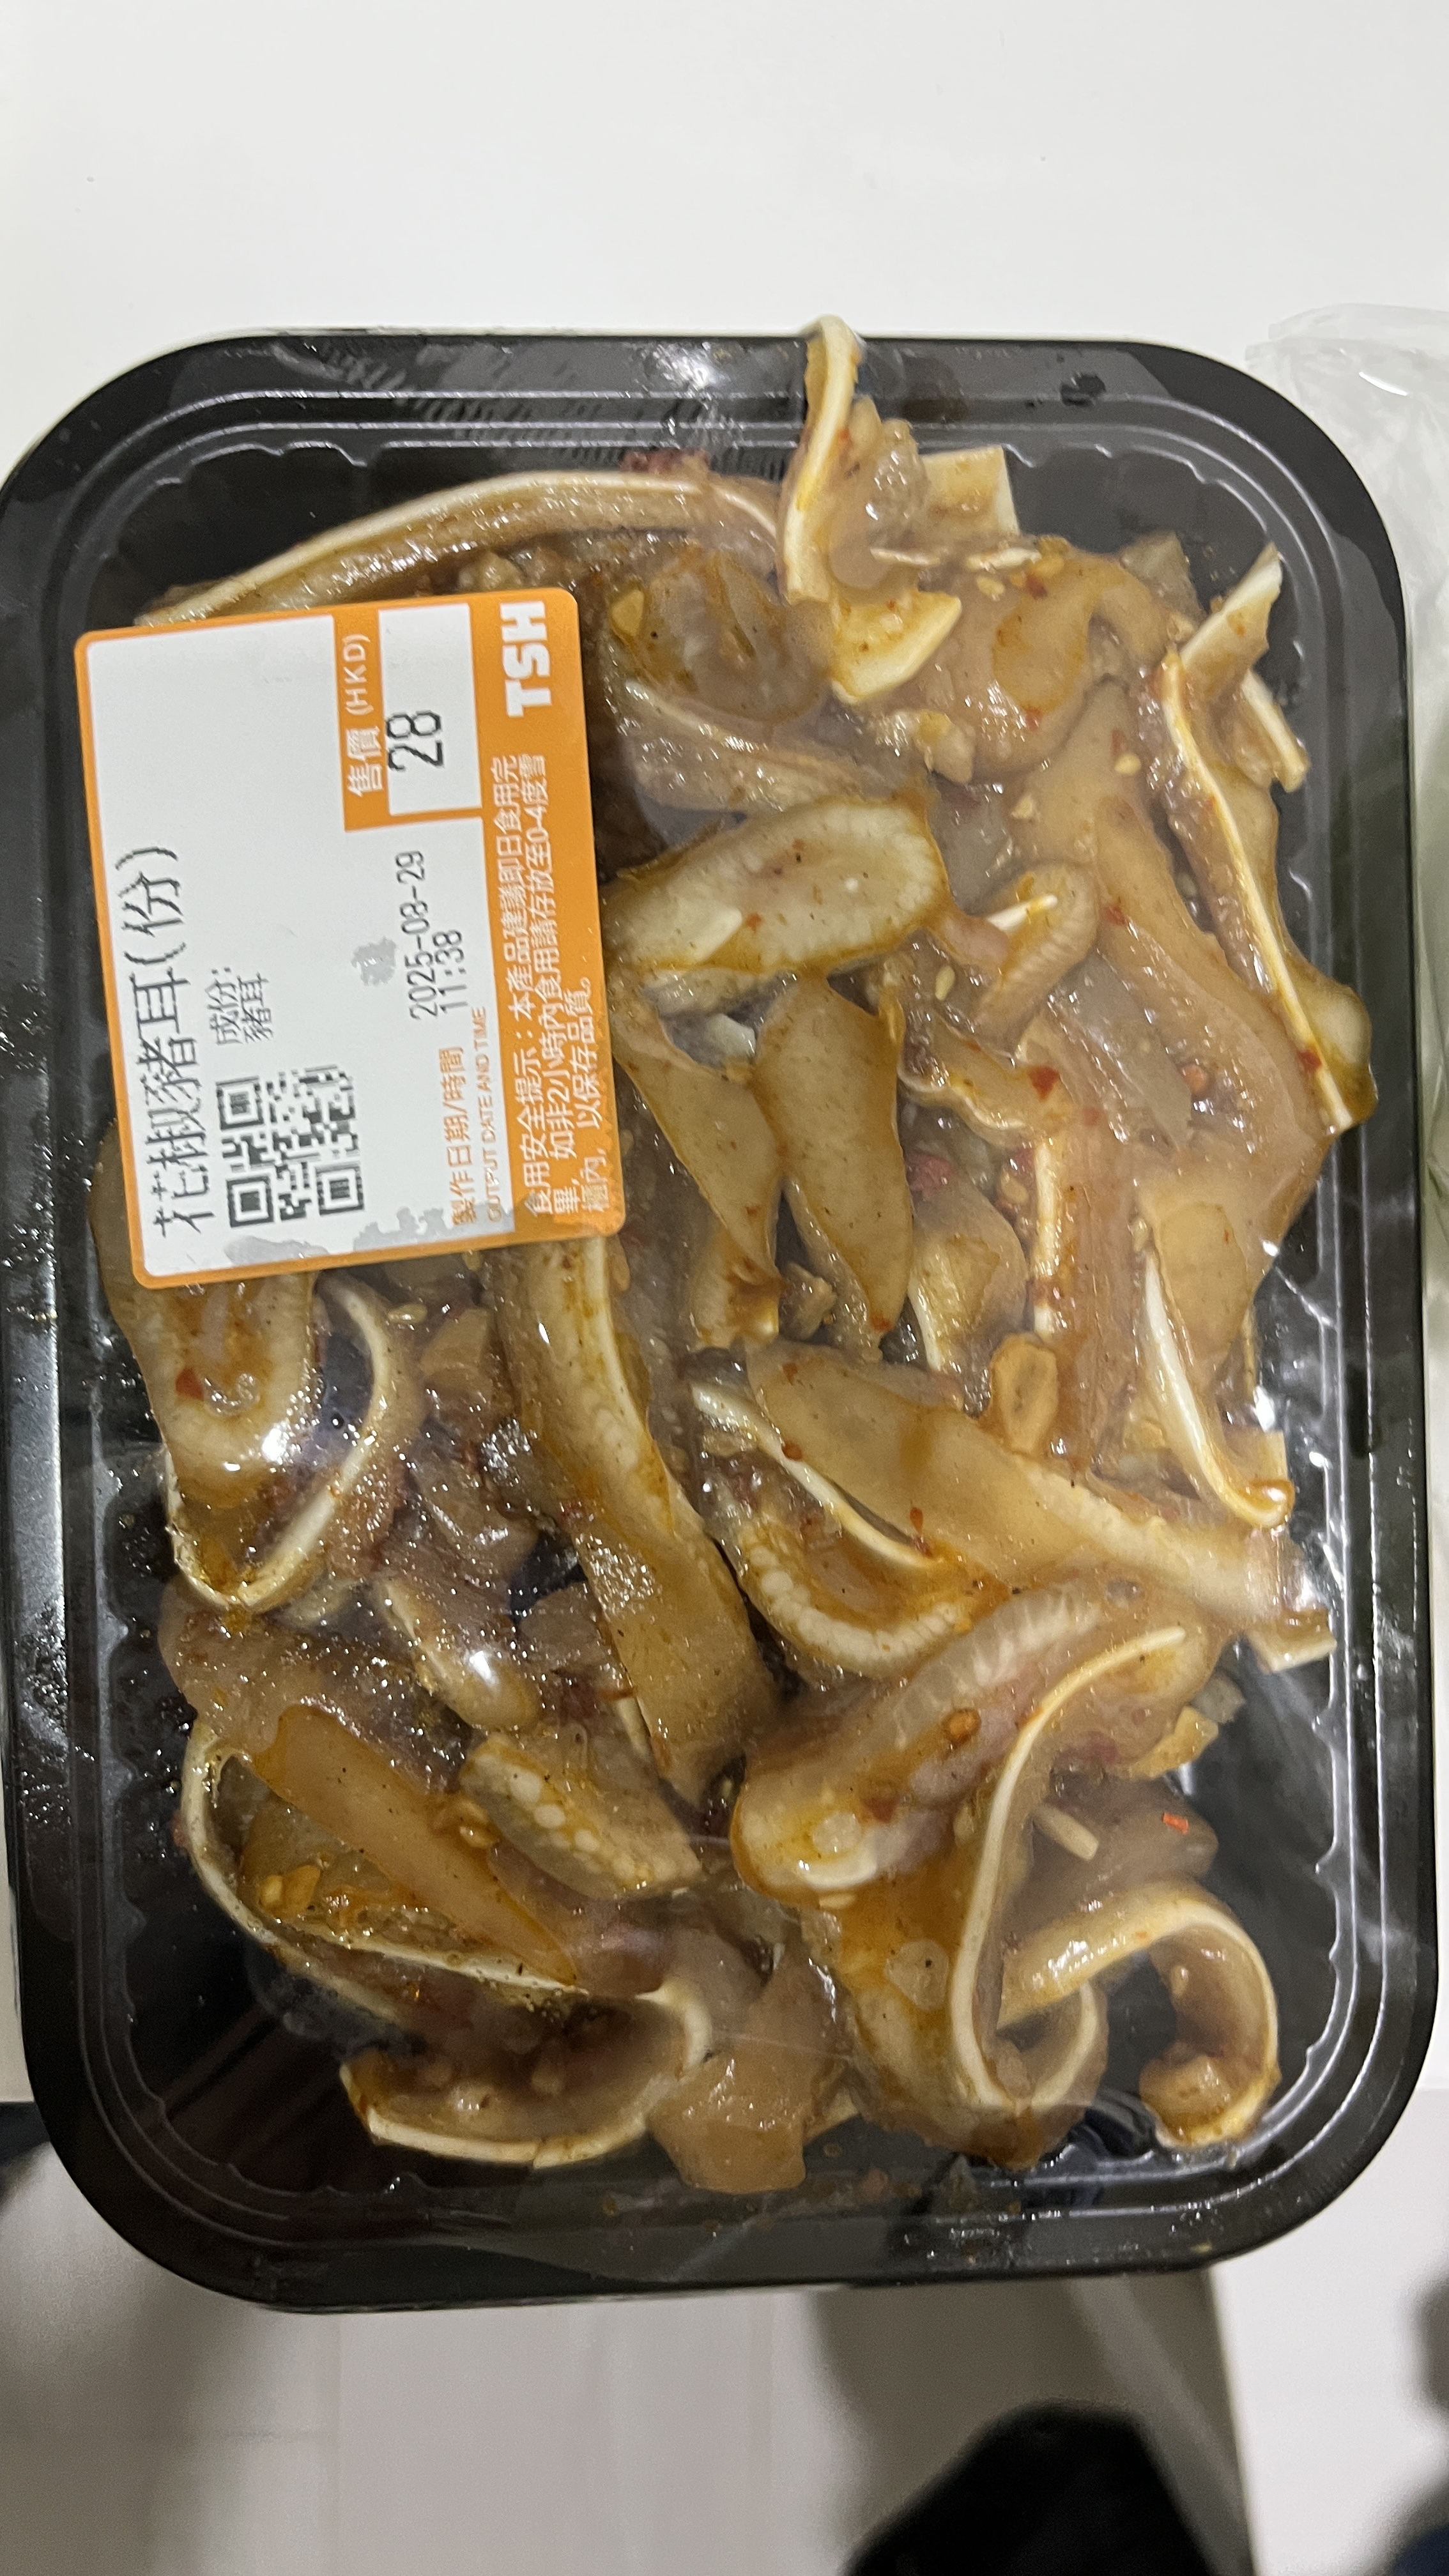 花椒豬耳(份)
成份:
豬耳
售價 (HKD)
28
製作日期/時間
OUTPUT DATE AND TIME
2025-08-29
11:38
TSH
食用安全提示：本產品建議即日食用完
畢，如非2小時內食用請存放至0-4度雪
櫃內，以保存品質。